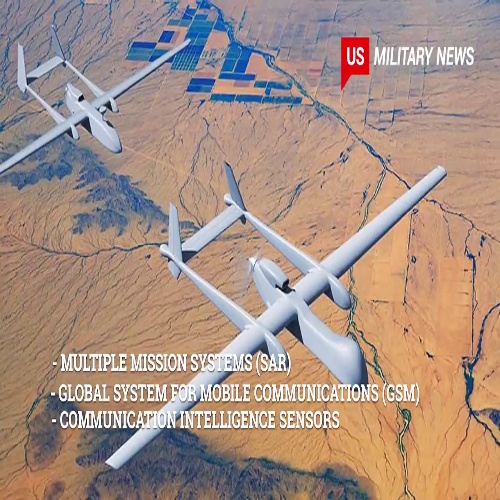 US MILITARY NEWS
- MULTIPLE MISSION SYSTEMS (SAR)
- GLOBAL SYSTEM FOR MOBILE COMMUNICATIONS (GSM)
- COMMUNICATION INTELLIGENCE SENSORS